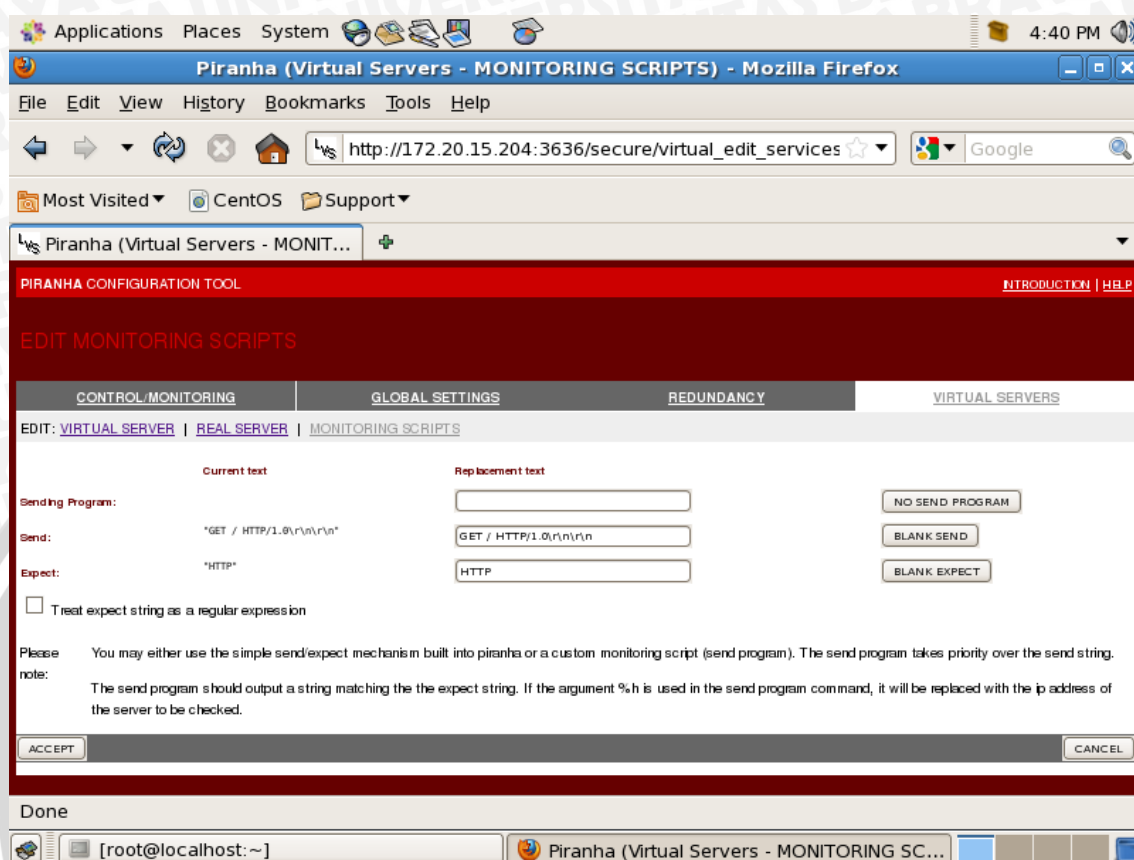 Applications Places System 4:40 PM
Piranha (Virtual Servers - MONITORING SCRIPTS) - Mozilla Firefox
File Edit View History Bookmarks Tools Help
LVS http://172.20.15.204:3636/secure/virtual_edit_services Google
Most Visited CentOS Support
LVS Piranha (Virtual Servers - MONIT...
PIRANHA CONFIGURATION TOOL INTRODUCTION | HELP
EDIT MONITORING SCRIPTS
CONTROL/MONITORING GLOBAL SETTINGS REDUNDANCY VIRTUAL SERVERS
EDIT: VIRTUAL SERVER | REAL SERVER | MONITORING SCRIPTS
Current text Replacement text
Sending Program: NO SEND PROGRAM
Send: "GET / HTTP/1.0\r\n\r\n" GET / HTTP/1.0\r\n\r\n BLANK SEND
Expect: "HTTP" HTTP BLANK EXPECT
Treat expect string as a regular expression
Please note: You may either use the simple send/expect mechanism built into piranha or a custom monitoring script (send program). The send program takes priority over the send string.
The send program should output a string matching the the expect string. If the argument %h is used in the send program command, it will be replaced with the ip address of
the server to be checked.
ACCEPT CANCEL
Done
[root@localhost:~] Piranha (Virtual Servers - MONITORING SC...